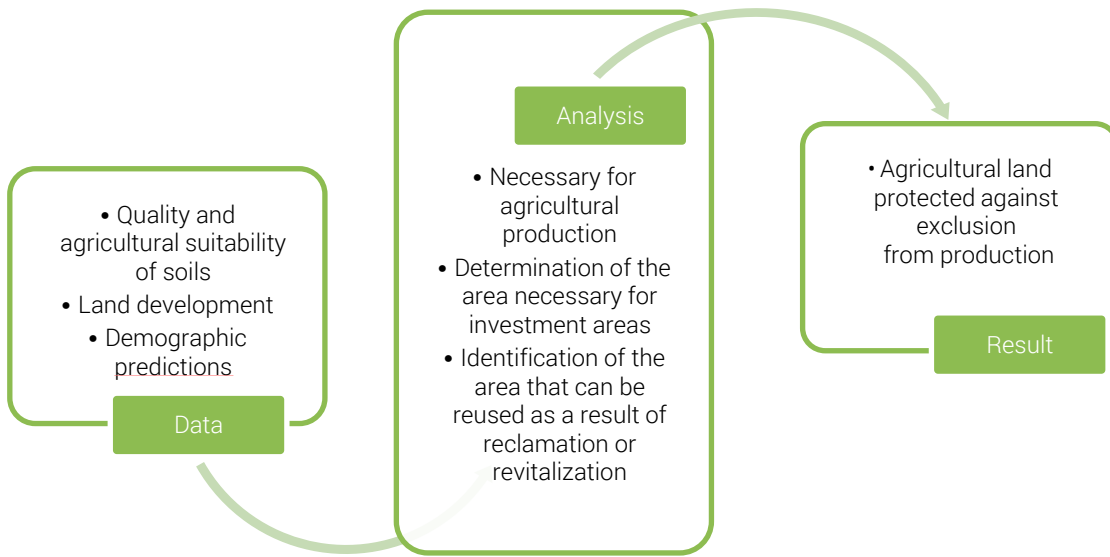 • Quality and
agricultural suitability
of soils
• Land development
• Demographic
predictions
Data
Analysis
• Necessary for
agricultural
production
• Determination of the
area necessary for
investment areas
• Identification of the
area that can be
reused as a result of
reclamation or
revitalization
• Agricultural land
protected against
exclusion
from production
Result